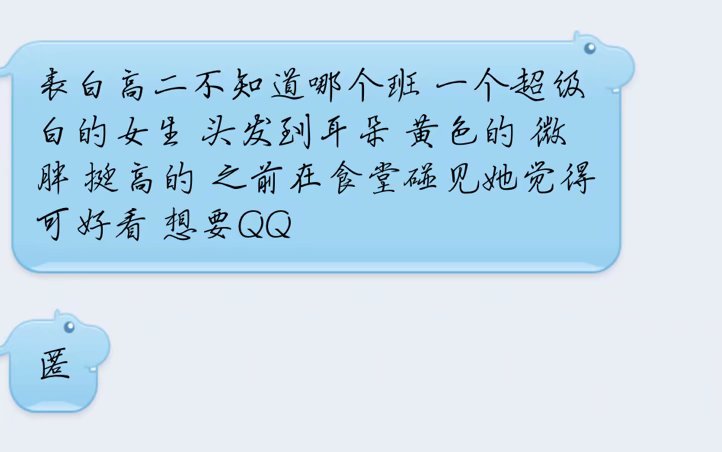 表白高二不知道哪个班 一个超级
白的女生 头发到耳朵 黄色的 微
胖 挺高的 之前在食堂碰见她觉得
可好看 想要QQ
匿